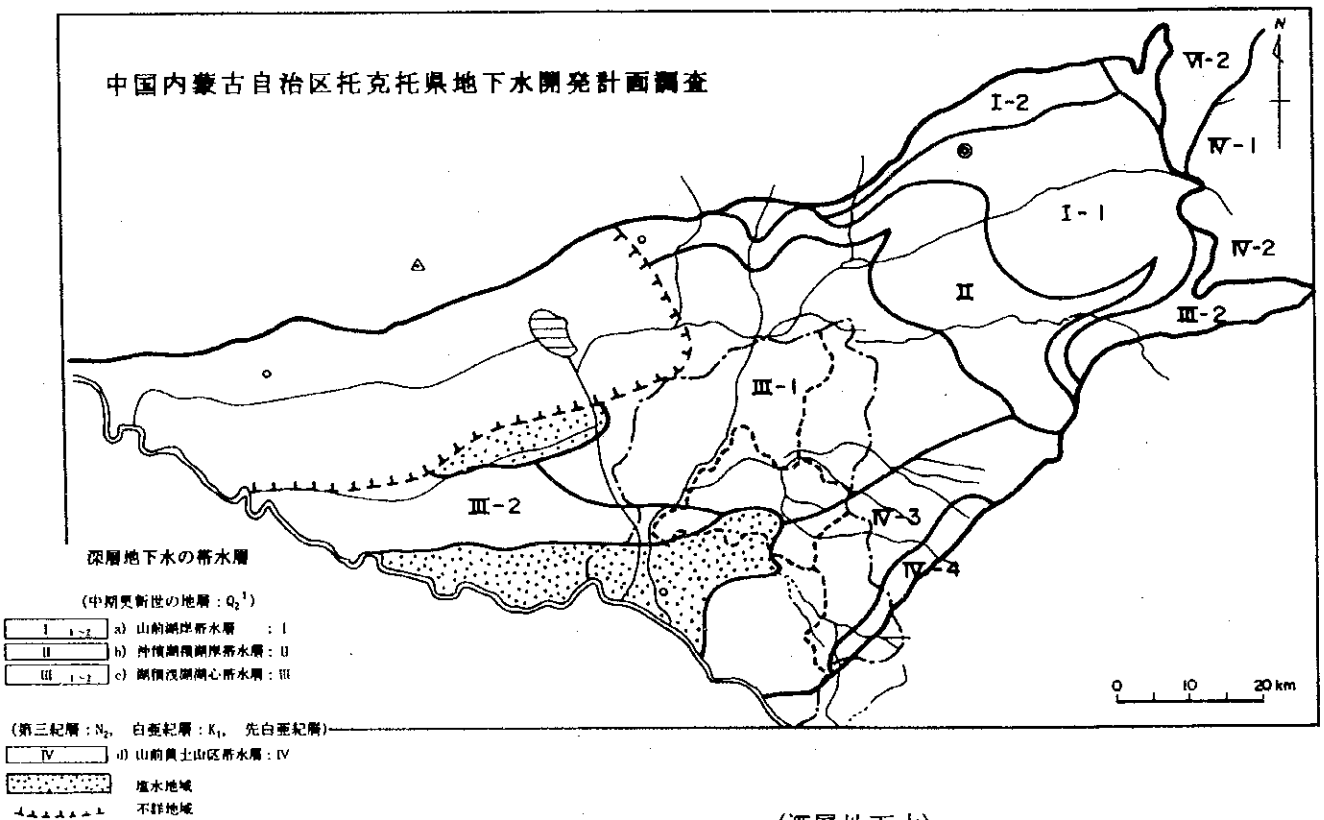 中国内蒙古自治区托克托県地下水開発計画調査
N
VI-2
I-2
IV-1
I-1
IV-2
II
III-2
III-1
III-2
IV-3
IV-4
0 10 20 km
深層地下水の帯水層
(中期更新世の地層：Q₂¹)
I 1~2 a) 山前湖岸帯水層 ：I
II b) 沖積湖積湖岸帯水層：II
III 1~2 c) 湖積浅湖湖心帯水層：III
(第三紀層：N₂, 白亜紀層：K₁, 先白亜紀層)
IV d) 山前黄土山区帯水層：IV
塩水地域
不詳地域